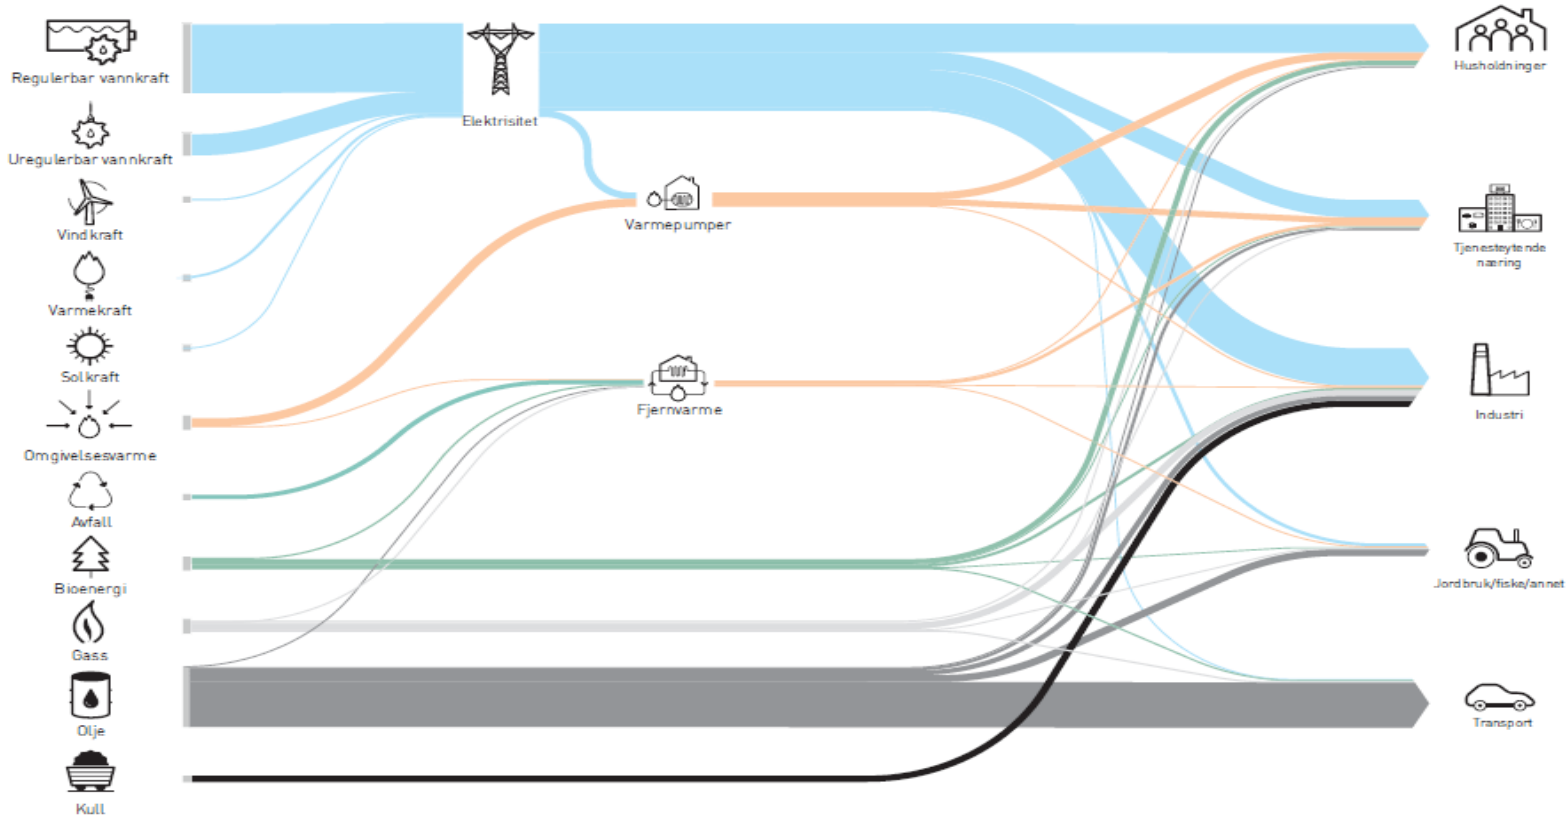 Regulerbar vannkraft
Uregulerbar vannkraft
Vindkraft
Varmekraft
Solkraft
Omgivelsesvarme
Avfall
Bioenergi
Gass
Olje
Kull
Elektrisitet
Varmepumper
Fjernvarme
Husholdninger
Tjenesteytende
næring
Industri
Jordbruk/fiske/annet
Transport